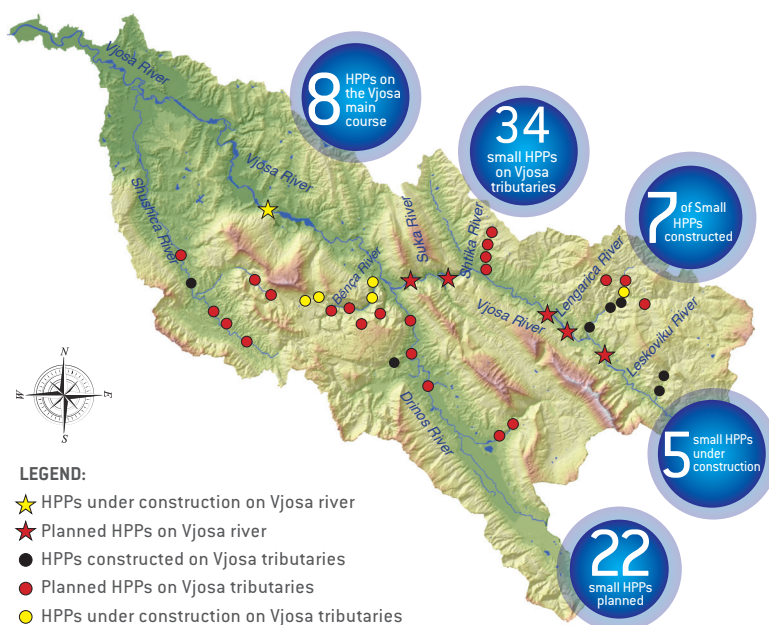 Vjosa River
8
HPPs on
the Vjosa
main
course
34
small HPPs
on Vjosa
tributaries
7
of Small
HPPs
constructed
Vjosa River
Shushica River
Suka River
Shtika River
Bënça River
Lengarica River
Vjosa River
Leskoviku River
Drinos River
N
W
E
S
5
small HPPs
under
construction
22
small HPPs
planned
LEGEND:
HPPs under construction on Vjosa river
Planned HPPs on Vjosa river
HPPs constructed on Vjosa tributaries
Planned HPPs on Vjosa tributaries
HPPs under construction on Vjosa tributaries